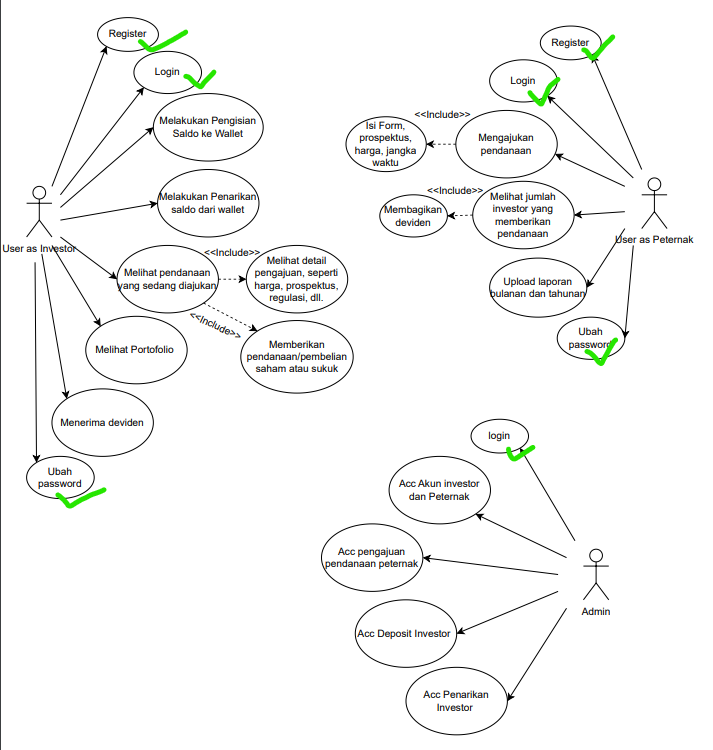 Register
Login
Melakukan Pengisian
Saldo ke Wallet
Melakukan Penarikan
saldo dari wallet
User as Investor
Melihat pendanaan
yang sedang diajukan
<<Include>>
Melihat detail
pengajuan, seperti
harga, prospektus,
regulasi, dll.
<<Include>>
Memberikan
pendanaan/pembelian
saham atau sukuk
Melihat Portofolio
Menerima deviden
Ubah
password
Register
Login
<<Include>>
Isi Form,
prospektus,
harga, jangka
waktu
Mengajukan
pendanaan
<<Include>>
Membagikan
deviden
Melihat jumlah
investor yang
memberikan
pendanaan
User as Peternak
Upload laporan
bulanan dan tahunan
Ubah
password
login
Acc Akun investor
dan Peternak
Acc pengajuan
pendanaan peternak
Admin
Acc Deposit Investor
Acc Penarikan
Investor